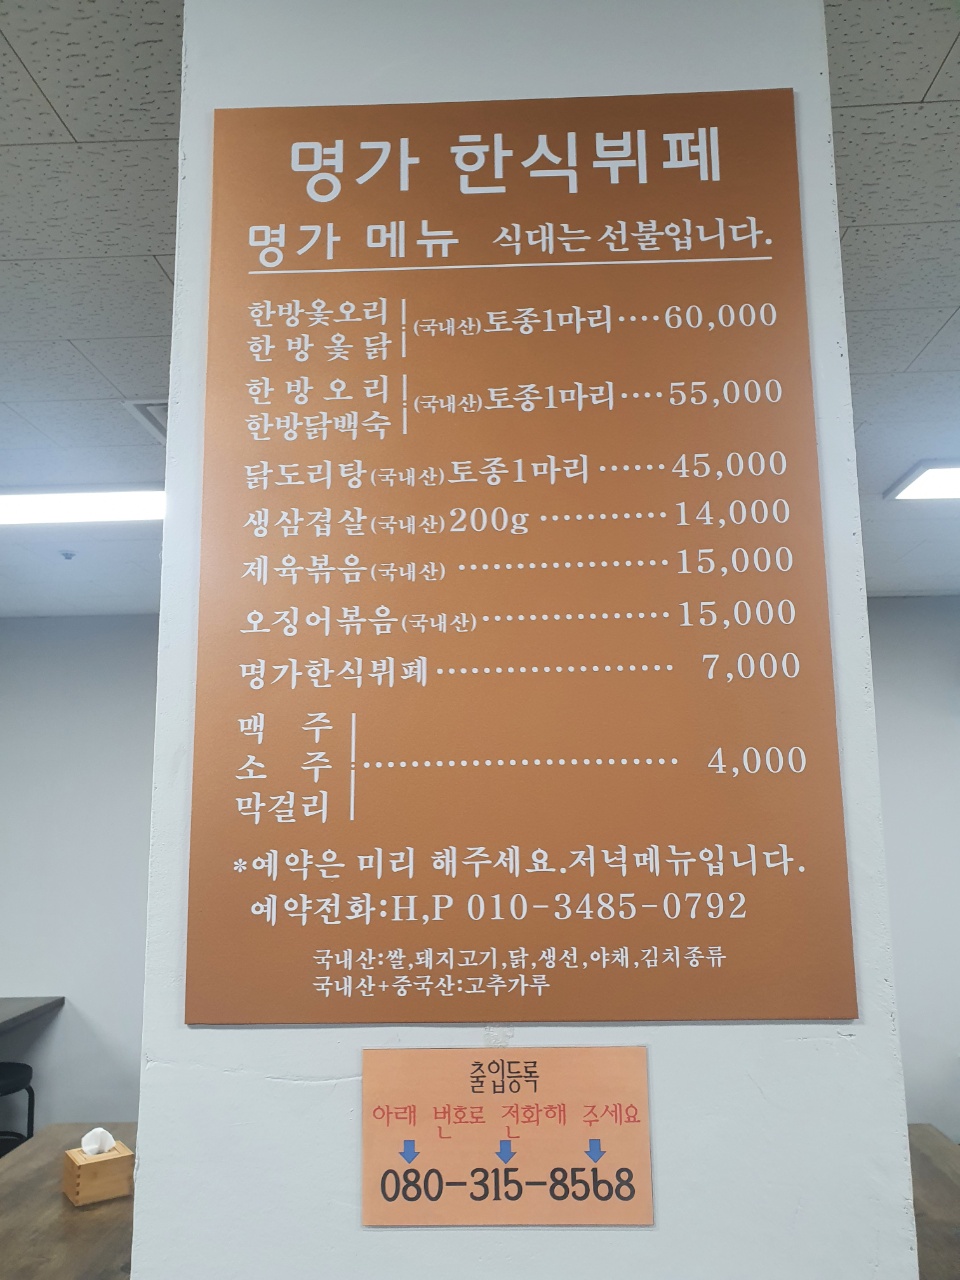 명가 한식뷔페
명가 메뉴 식대는 선불입니다.
한방옻오리
한 방 옻 닭
(국내산)토종1마리····60,000
한 방 오 리
한방닭백숙
(국내산)토종1마리····55,000
닭도리탕(국내산)토종1마리······45,000
생삼겹살(국내산)200g···········14,000
제육볶음(국내산)··················15,000
오징어볶음(국내산)················15,000
명가한식뷔페····················7,000
맥 주
소 주
막걸리
···························4,000
*예약은 미리 해주세요.저녁메뉴입니다.
예약전화:H,P 010-3485-0792
국내산:쌀,돼지고기,닭,생선,야채,김치종류
국내산+중국산:고추가루
출입등록
아래 번호로 전화해 주세요
080-315-8568